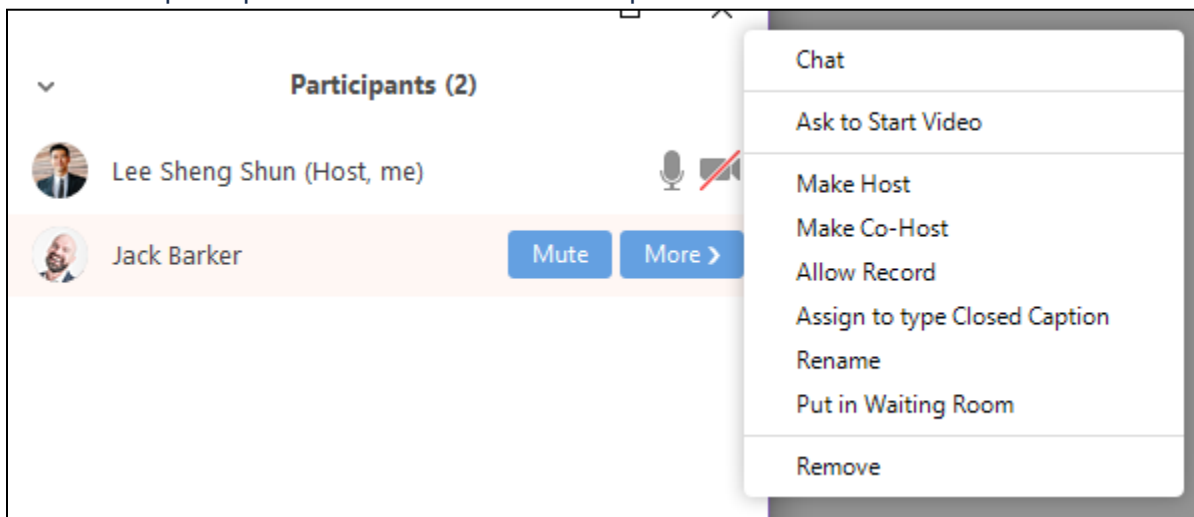 Participants (2)
Lee Sheng Shun (Host, me)
Jack Barker
Mute
More ❯
Chat
Ask to Start Video
Make Host
Make Co-Host
Allow Record
Assign to type Closed Caption
Rename
Put in Waiting Room
Remove